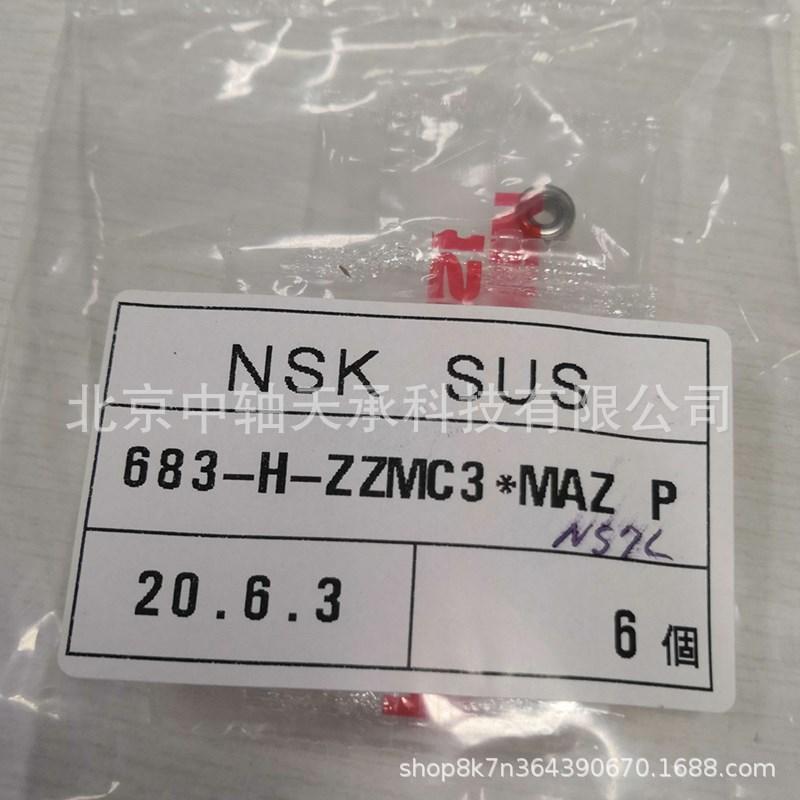 NSK SUS
北京中轴天承科技有限公司
683-H-ZZMC3*MAZ P
NS7L
20.6.3
6個
shop8k7n364390670.1688.com